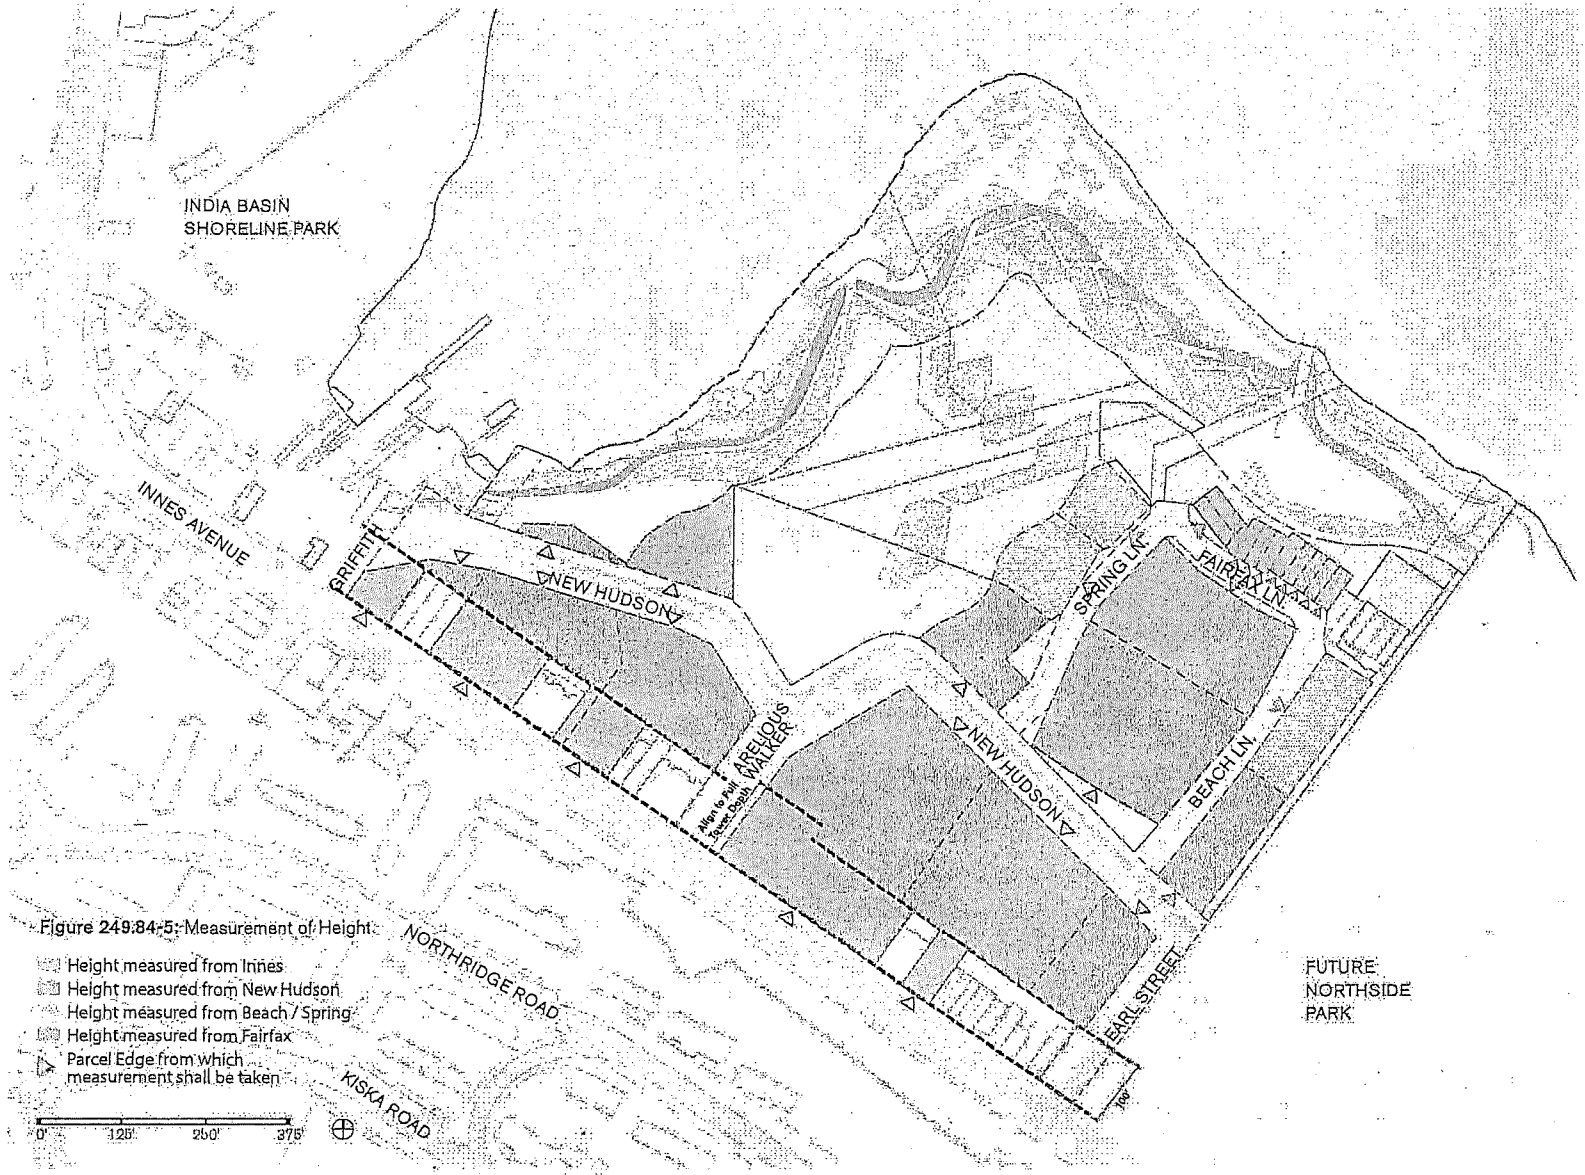 INDIA BASIN
SHORELINE PARK
INNES AVENUE
GRIFFITH
NEW HUDSON
SPRING LN.
FAIRFAX LN.
ARELIOUS
WALKER
Align to Full
Tower Depth
NEW HUDSON
BEACH LN.
EARL STREET
100'
Figure 249.84-5: Measurement of Height.
Height measured from Innes
Height measured from New Hudson
Height measured from Beach / Spring
Height measured from Fairfax
Parcel Edge from which
measurement shall be taken
NORTHRIDGE ROAD
KISKA ROAD
FUTURE
NORTHSIDE
PARK
0' 125' 250' 375'